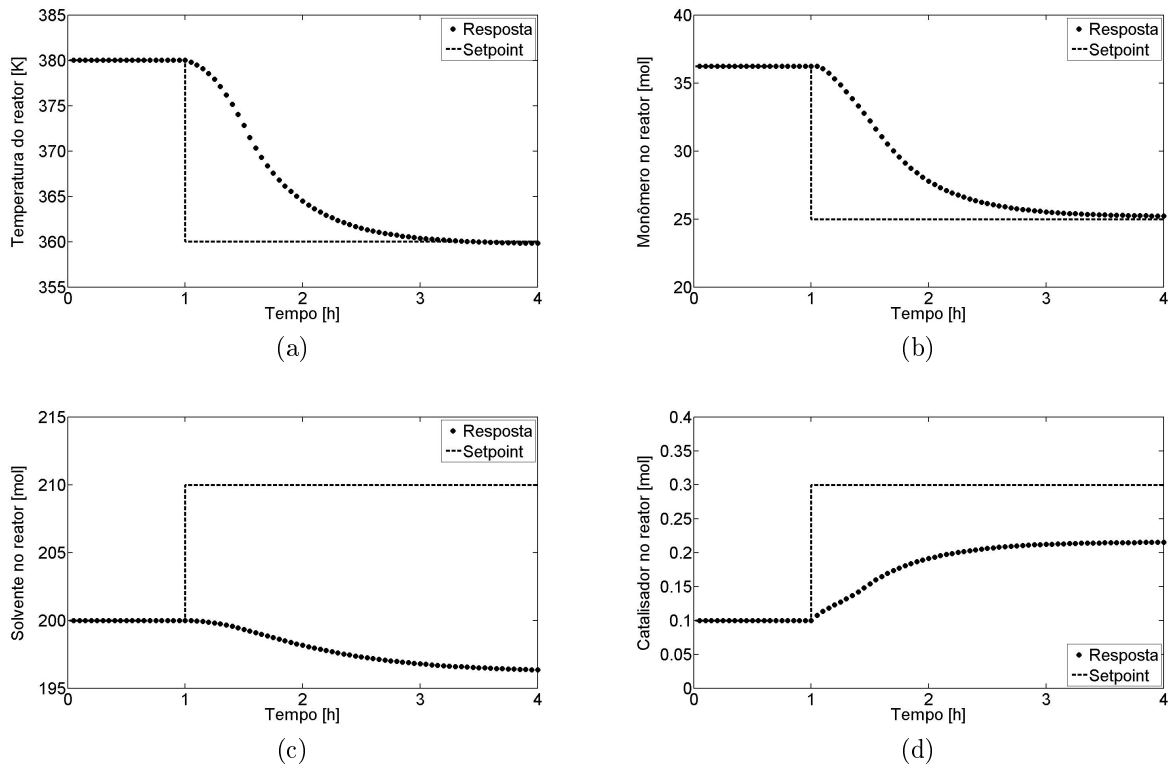 385
380
375
370
365
360
355
Temperatura do reator [K]
0 1 2 3 4
Tempo [h]
Resposta
Setpoint
(a)
40
35
30
25
20
Monômero no reator [mol]
0 1 2 3 4
Tempo [h]
Resposta
Setpoint
(b)
215
210
205
200
195
Solvente no reator [mol]
0 1 2 3 4
Tempo [h]
Resposta
Setpoint
(c)
0.4
0.35
0.3
0.25
0.2
0.15
0.1
0.05
0
Catalisador no reator [mol]
0 1 2 3 4
Tempo [h]
Resposta
Setpoint
(d)